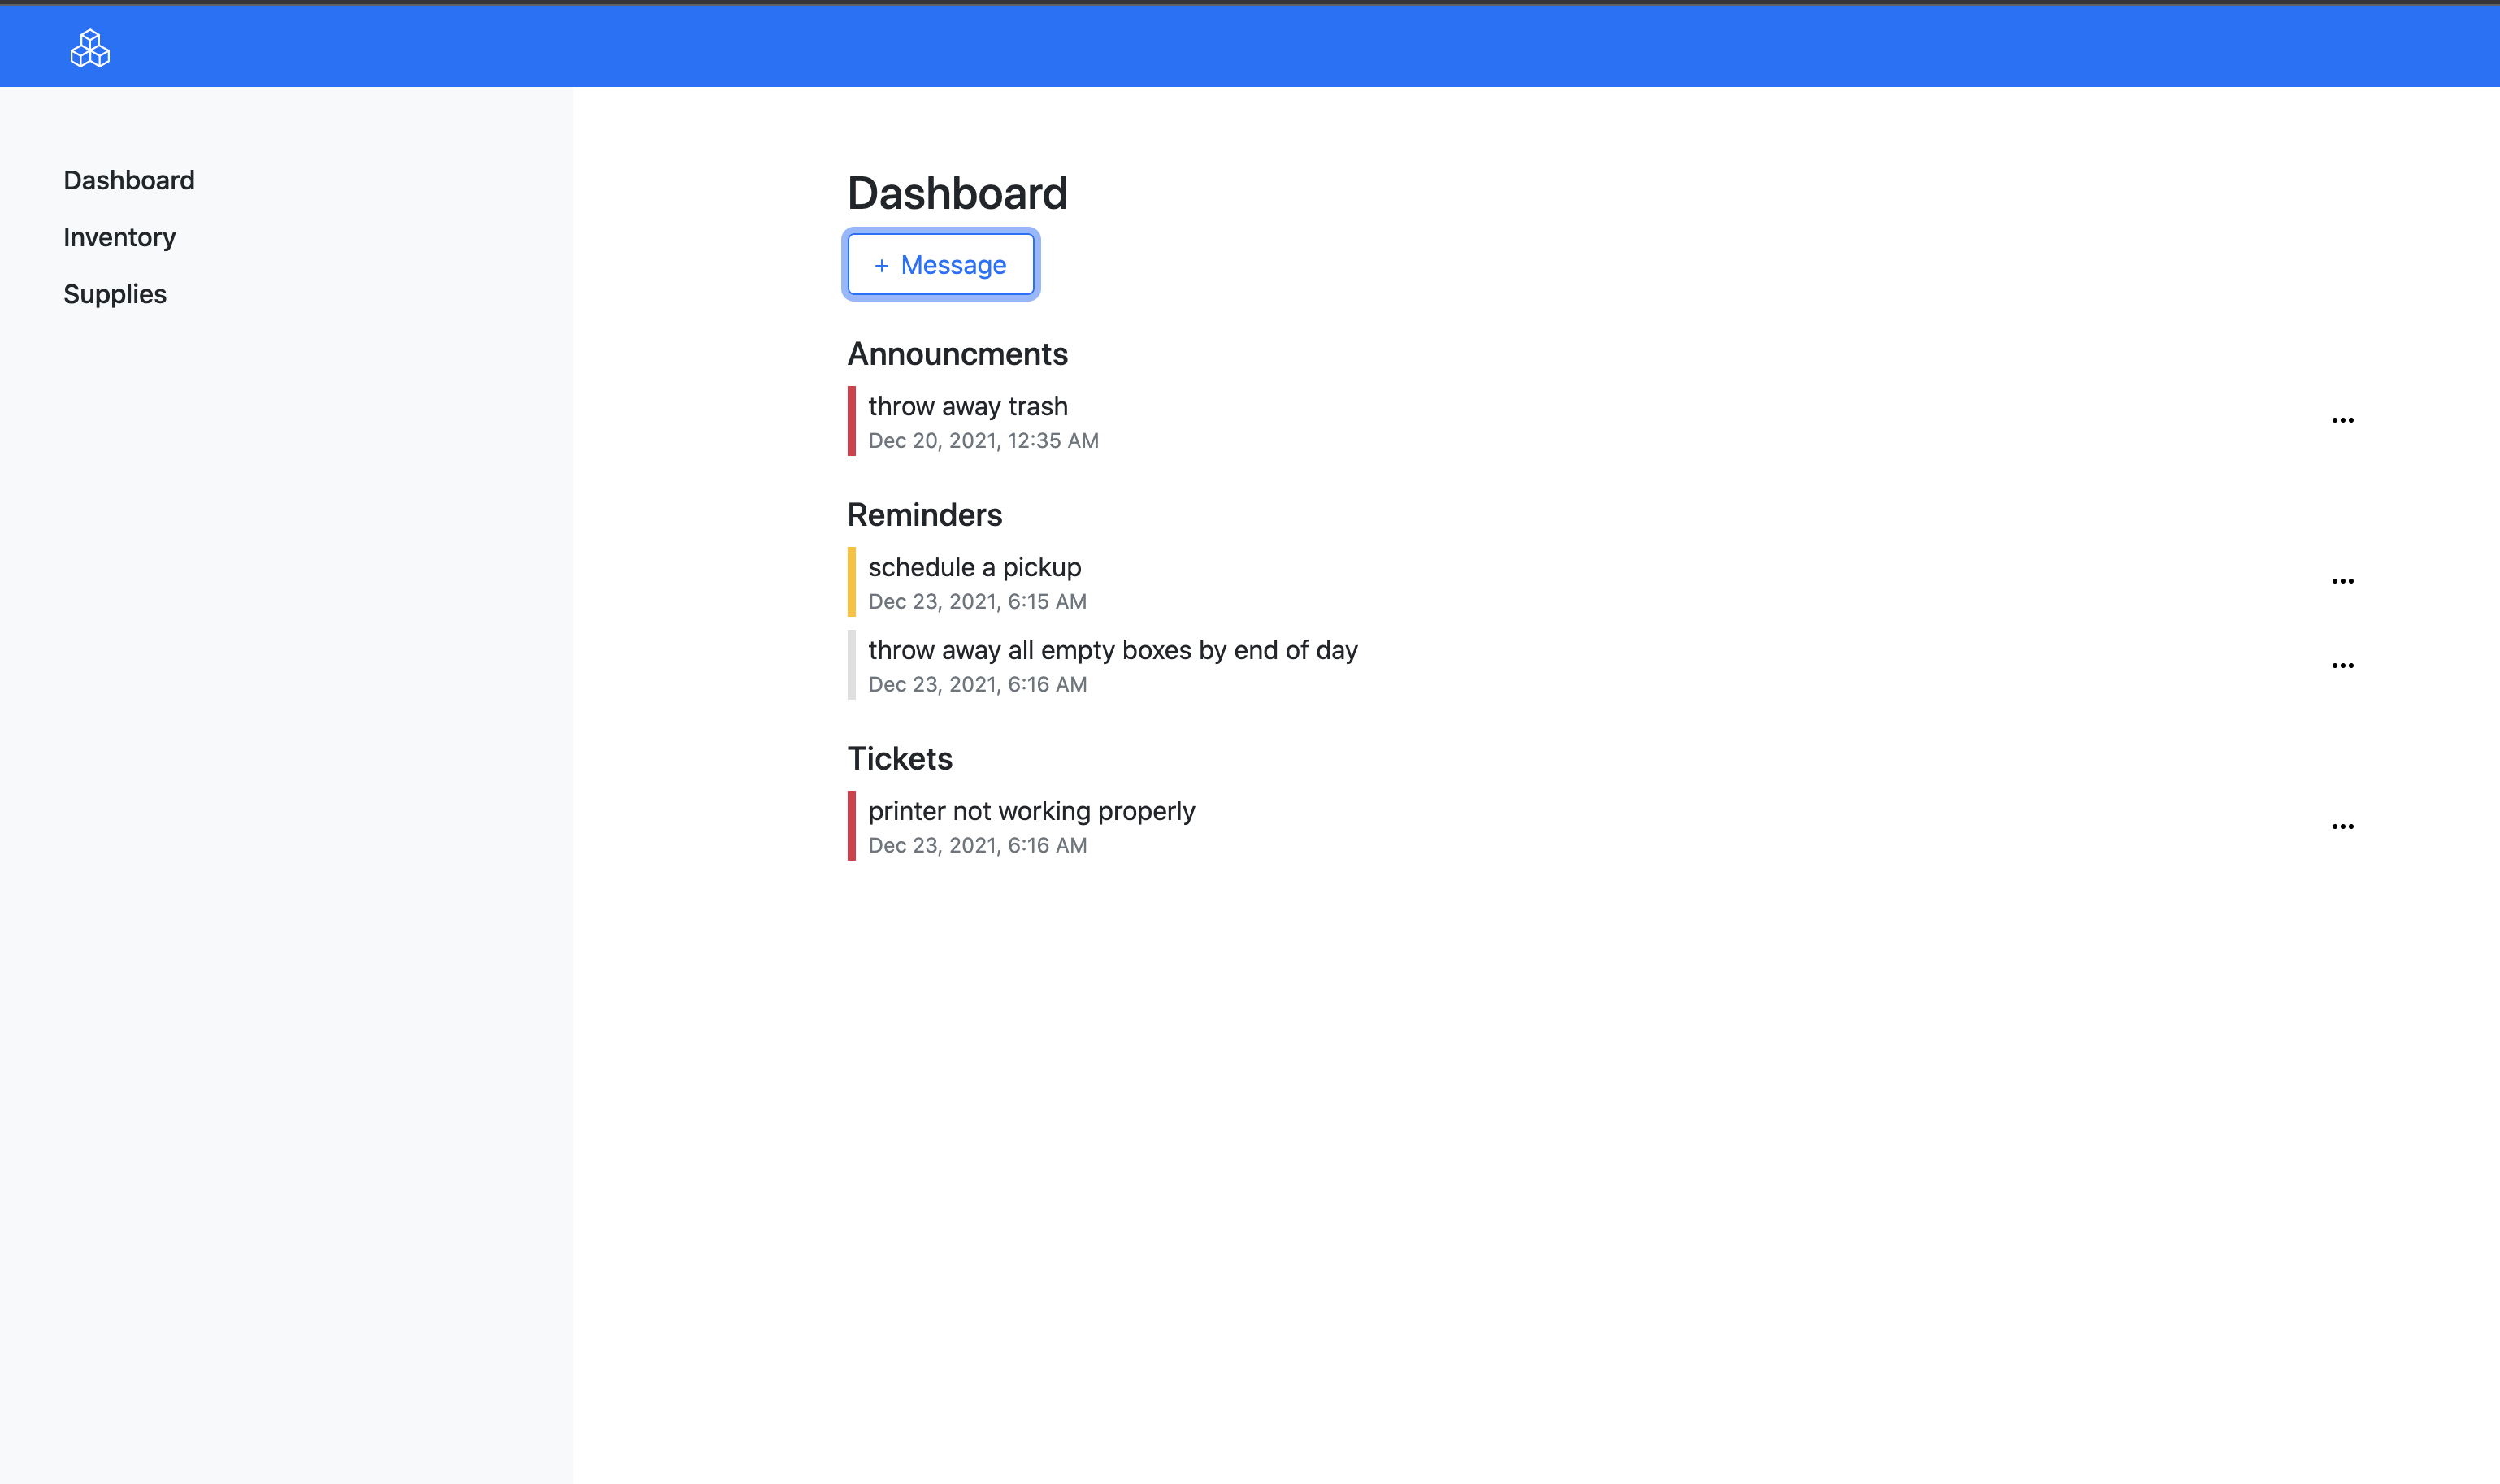 Dashboard
Inventory
Supplies
Dashboard
+ Message
Announcments
throw away trash
Dec 20, 2021, 12:35 AM
Reminders
schedule a pickup
Dec 23, 2021, 6:15 AM
throw away all empty boxes by end of day
Dec 23, 2021, 6:16 AM
Tickets
printer not working properly
Dec 23, 2021, 6:16 AM